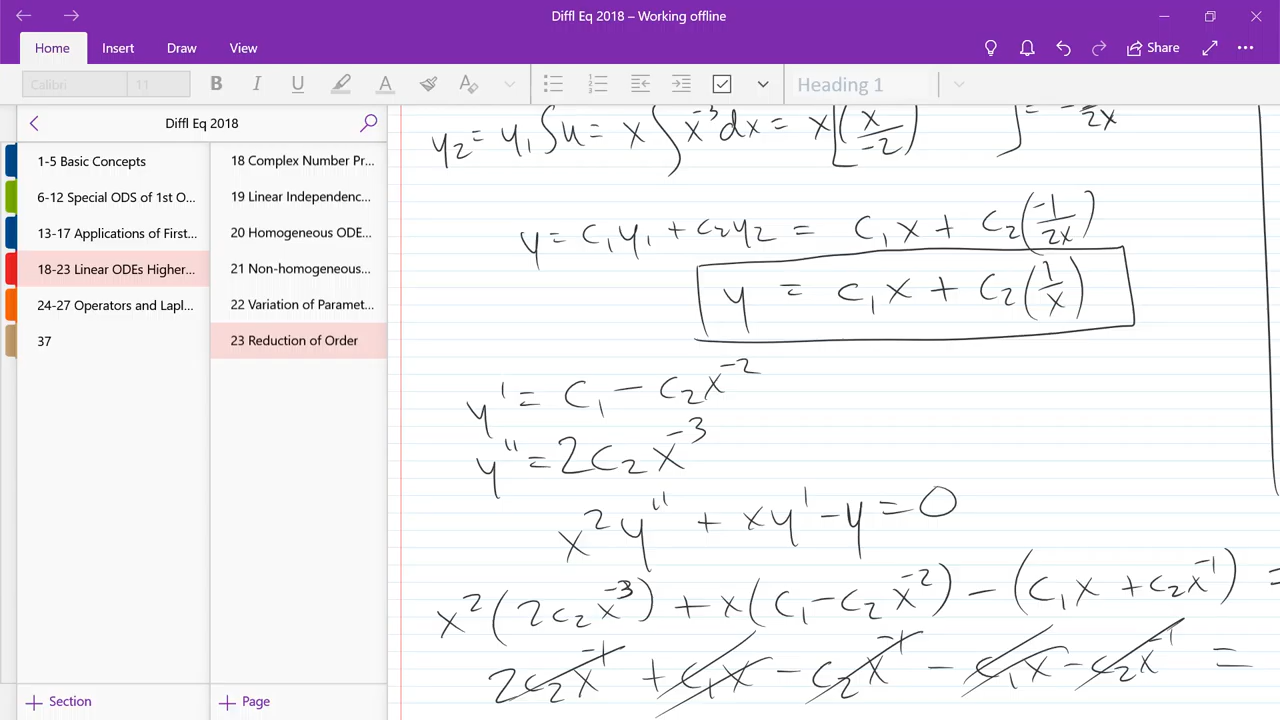 Diffl Eq 2018 – Working offline
Home Insert Draw View Share
Calibri 11 B I U A Heading 1
Diffl Eq 2018
1-5 Basic Concepts
6-12 Special ODS of 1st O...
13-17 Applications of First...
18-23 Linear ODEs Higher...
24-27 Operators and Lapl...
37
18 Complex Number Pr...
19 Linear Independenc...
20 Homogeneous ODE...
21 Non-homogeneous...
22 Variation of Paramet...
23 Reduction of Order
+ Section
+ Page
y₂ = y₁∫u = x∫x⁻³dx = x[(x/-2) ] = -/2x
y = c₁y₁ + c₂y₂ = c₁x + c₂(-1/2x)
y = c₁x + c₂(1/x)
y' = c₁ - c₂x⁻²
y" = 2c₂x⁻³
x²y" + xy' - y = 0
x²(2c₂x⁻³) + x(c₁ - c₂x⁻²) - (c₁x + c₂x⁻¹) =
2c₂x⁻¹ + c₁x - c₂x⁻¹ - c₁x - c₂x⁻¹ =